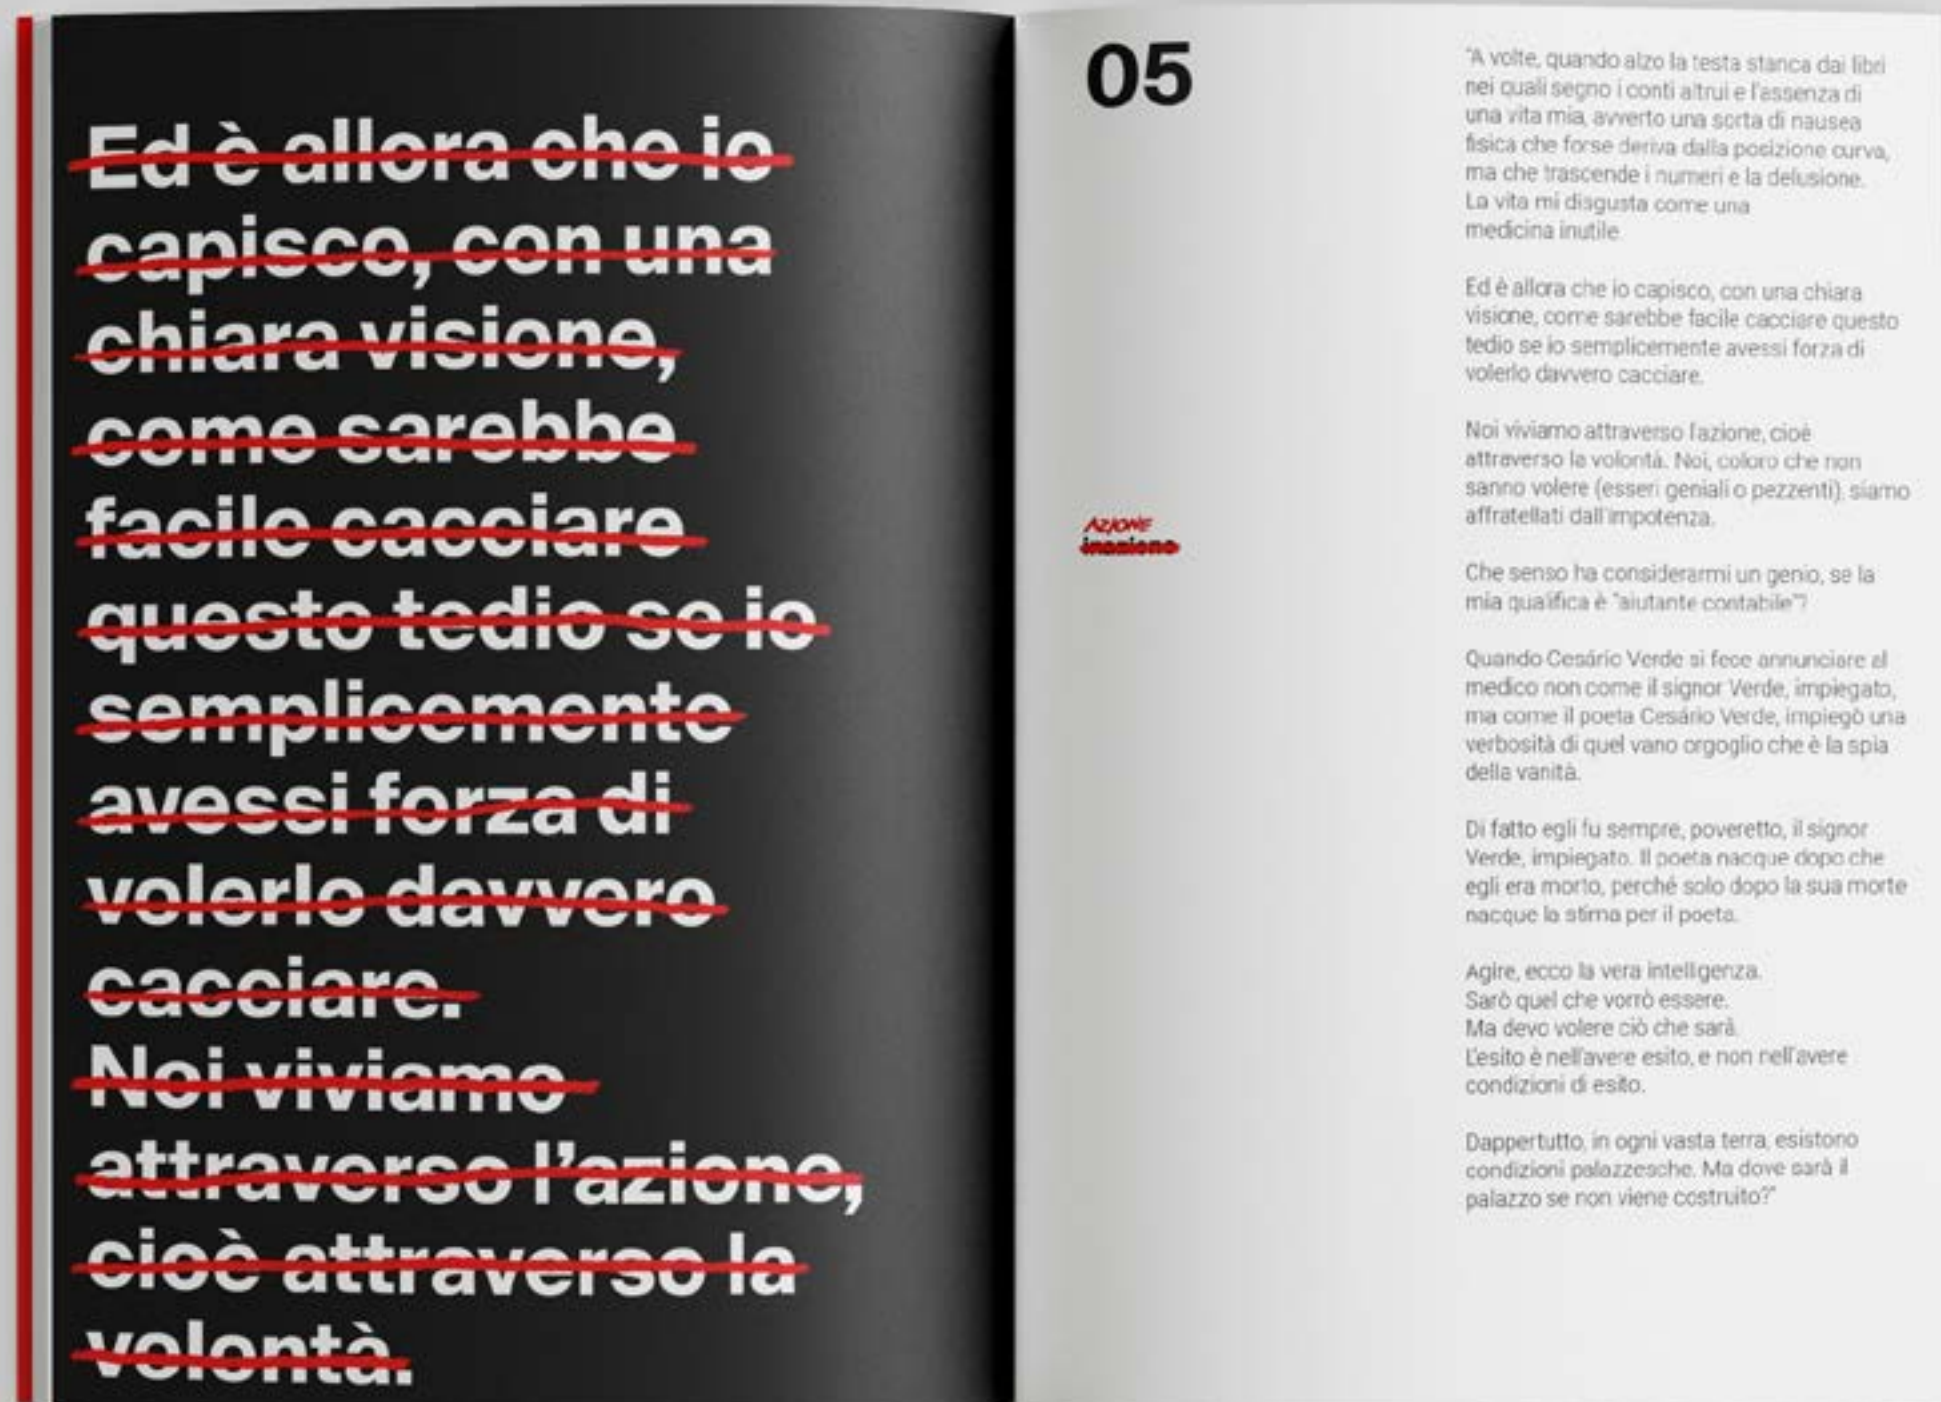 Ed è allora che io
capisco, con una
chiara visione,
come sarebbe
facile cacciare
questo tedio se io
semplicemente
avessi forza di
volerlo davvero
cacciare.
Noi viviamo
attraverso l’azione,
cioè attraverso la
volontà.
05
AZIONE
inazione
"A volte, quando alzo la testa stanca dai libri
nei quali segno i conti altrui e l'assenza di
una vita mia, avverto una sorta di nausea
fisica che forse deriva dalla posizione curva,
ma che trascende i numeri e la delusione.
La vita mi disgusta come una
medicina inutile.
Ed è allora che io capisco, con una chiara
visione, come sarebbe facile cacciare questo
tedio se io semplicemente avessi forza di
volerlo davvero cacciare.
Noi viviamo attraverso l'azione, cioè
attraverso la volontà. Noi, coloro che non
sanno volere (esseri geniali o pezzenti), siamo
affratellati dall'impotenza.
Che senso ha considerarmi un genio, se la
mia qualifica è "aiutante contabile"?
Quando Cesário Verde si fece annunciare al
medico non come il signor Verde, impiegato,
ma come il poeta Cesário Verde, impiegò una
verbosità di quel vano orgoglio che è la spia
della vanità.
Di fatto egli fu sempre, poveretto, il signor
Verde, impiegato. Il poeta nacque dopo che
egli era morto, perché solo dopo la sua morte
nacque la stima per il poeta.
Agire, ecco la vera intelligenza.
Sarò quel che vorrò essere.
Ma devo volere ciò che sarà.
L'esito è nell'avere esito, e non nell'avere
condizioni di esito.
Dappertutto, in ogni vasta terra, esistono
condizioni palazzesche. Ma dove sarà il
palazzo se non viene costruito?"